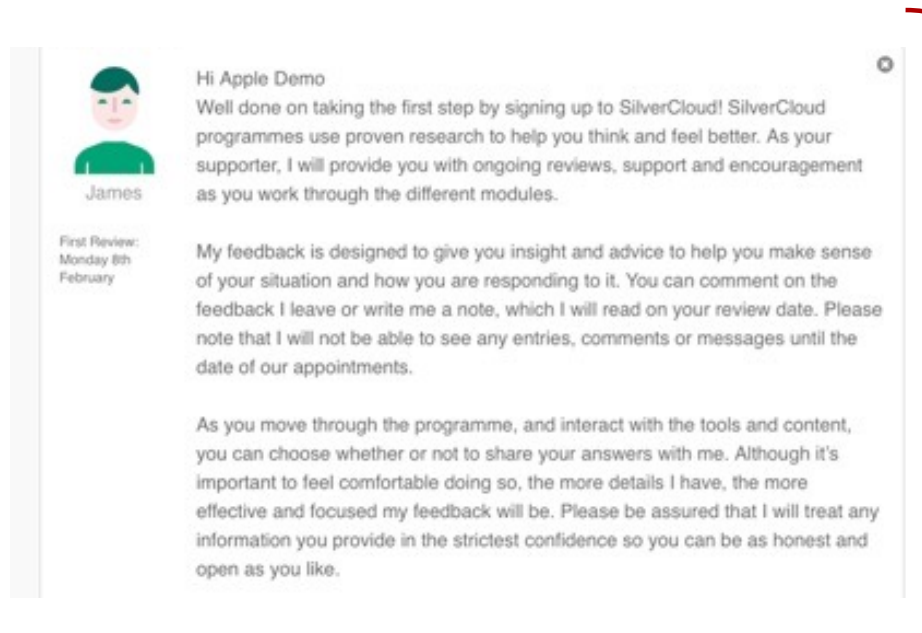 Hi Apple Demo
Well done on taking the first step by signing up to SilverCloud! SilverCloud
programmes use proven research to help you think and feel better. As your
supporter, I will provide you with ongoing reviews, support and encouragement
as you work through the different modules.
James
First Review:
Monday 8th
February
My feedback is designed to give you insight and advice to help you make sense
of your situation and how you are responding to it. You can comment on the
feedback I leave or write me a note, which I will read on your review date. Please
note that I will not be able to see any entries, comments or messages until the
date of our appointments.
As you move through the programme, and interact with the tools and content,
you can choose whether or not to share your answers with me. Although it's
important to feel comfortable doing so, the more details I have, the more
effective and focused my feedback will be. Please be assured that I will treat any
information you provide in the strictest confidence so you can be as honest and
open as you like.